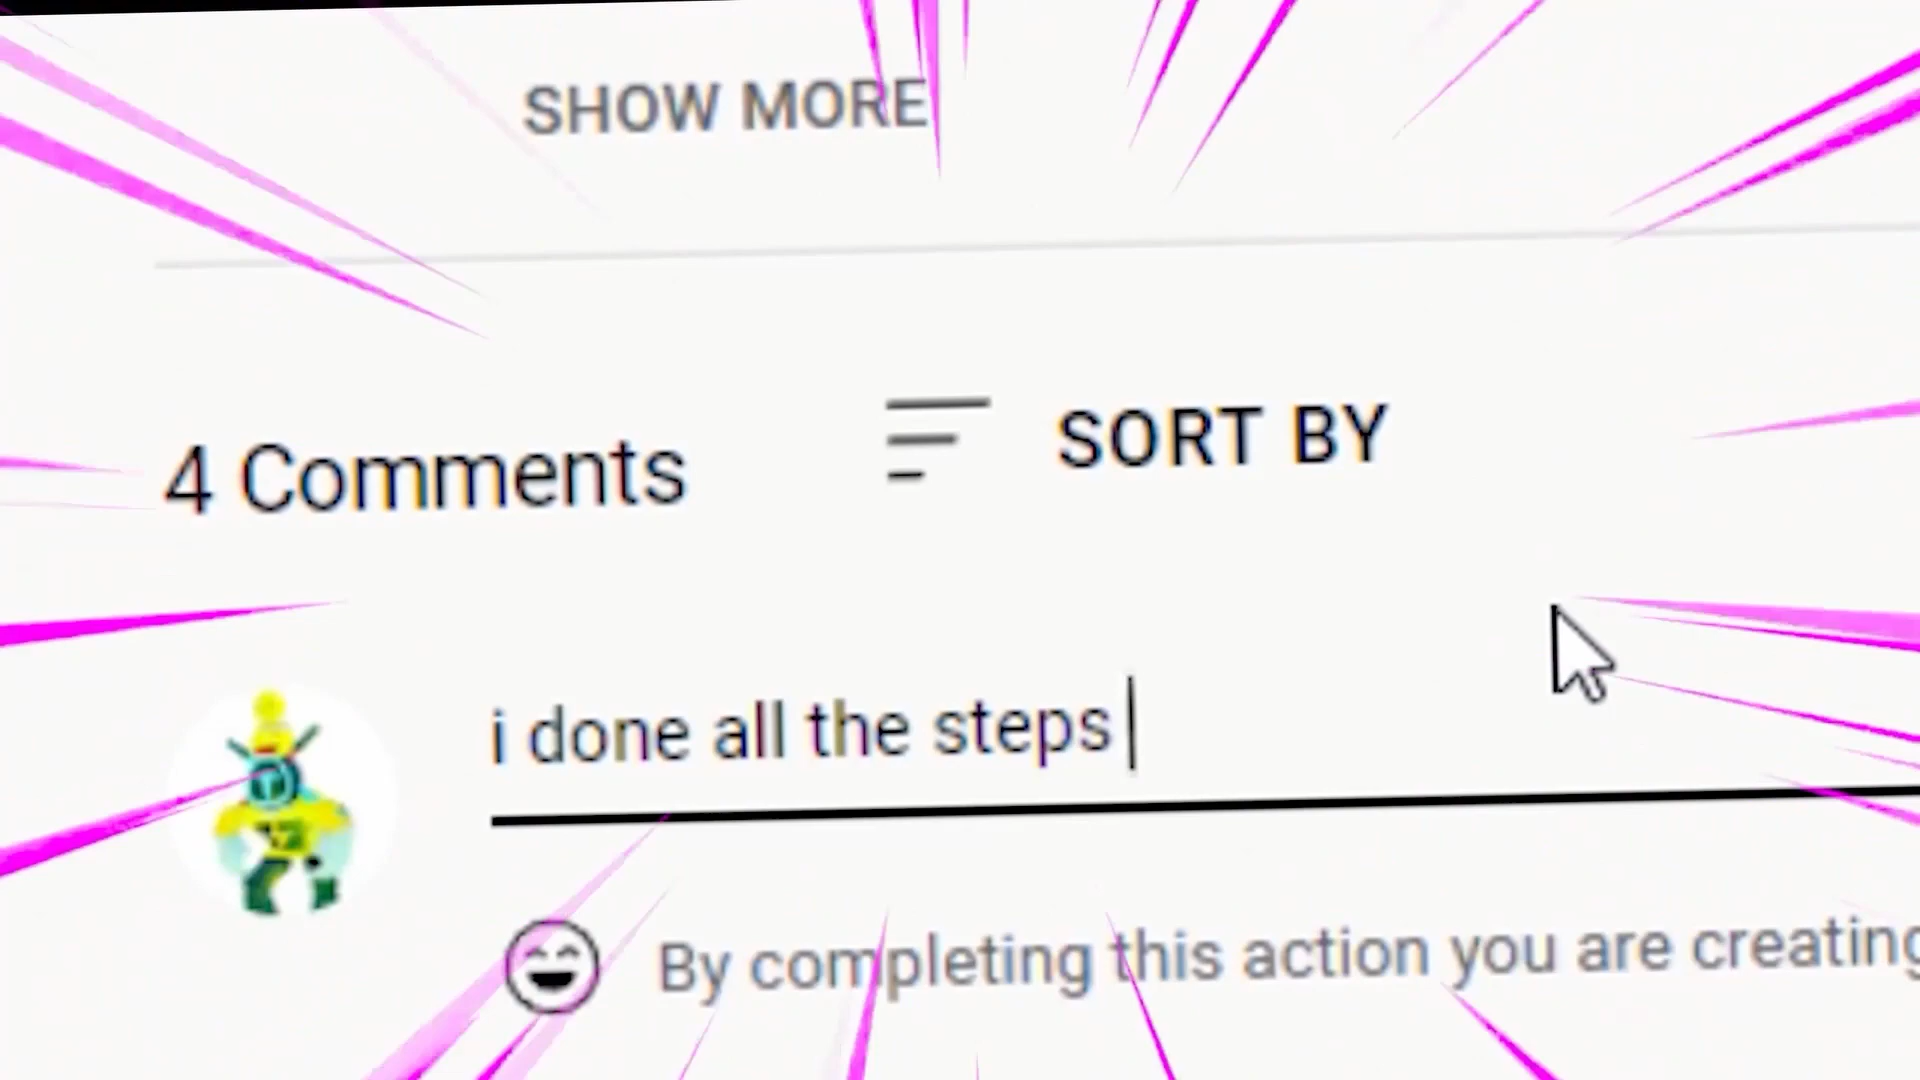 SHOW MORE
4 Comments
SORT BY
i done all the steps
By completing this action you are creating